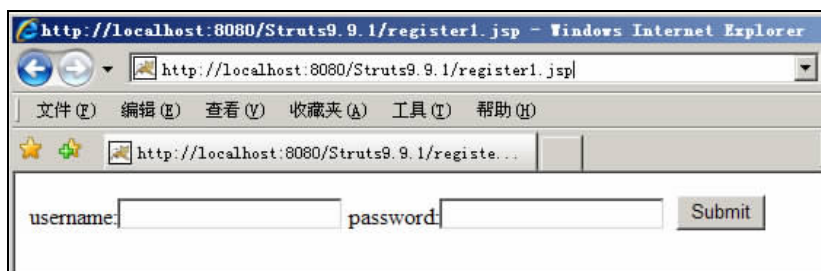 http://localhost:8080/Struts9.9.1/register1.jsp - Windows Internet Explorer
http://localhost:8080/Struts9.9.1/register1.jsp
文件(F) 编辑(E) 查看(V) 收藏夹(A) 工具(T) 帮助(H)
http://localhost:8080/Struts9.9.1/registe...
username: password: Submit